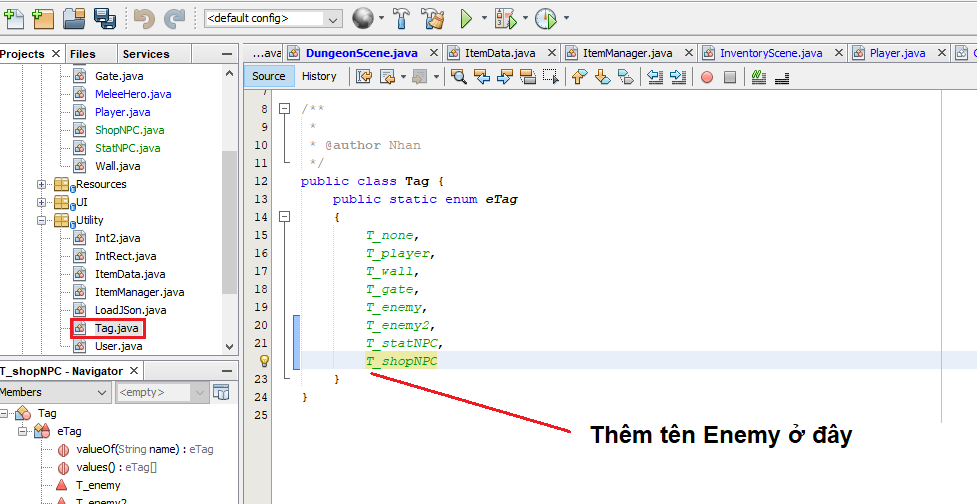 <default config>
Projects
Files
Services
...ava
DungeonScene.java
ItemData.java
ItemManager.java
InventoryScene.java
Player.java
Gate.java
MeleeHero.java
Player.java
ShopNPC.java
StatNPC.java
Wall.java
Resources
UI
Utility
Int2.java
IntRect.java
ItemData.java
ItemManager.java
LoadJSon.java
Tag.java
User.java
T_shopNPC - Navigator
Members
<empty>
Tag
eTag
valueOf(String name) : eTag
values() : eTag[]
T_enemy
T_enemy2
Source
History
7
8 /**
9 *
10 * @author Nhan
11 */
12 public class Tag {
13 public static enum eTag
14 {
15 T_none,
16 T_player,
17 T_wall,
18 T_gate,
19 T_enemy,
20 T_enemy2,
21 T_statNPC,
T_shopNPC
23 }
24 }
25
Thêm tên Enemy ở đây